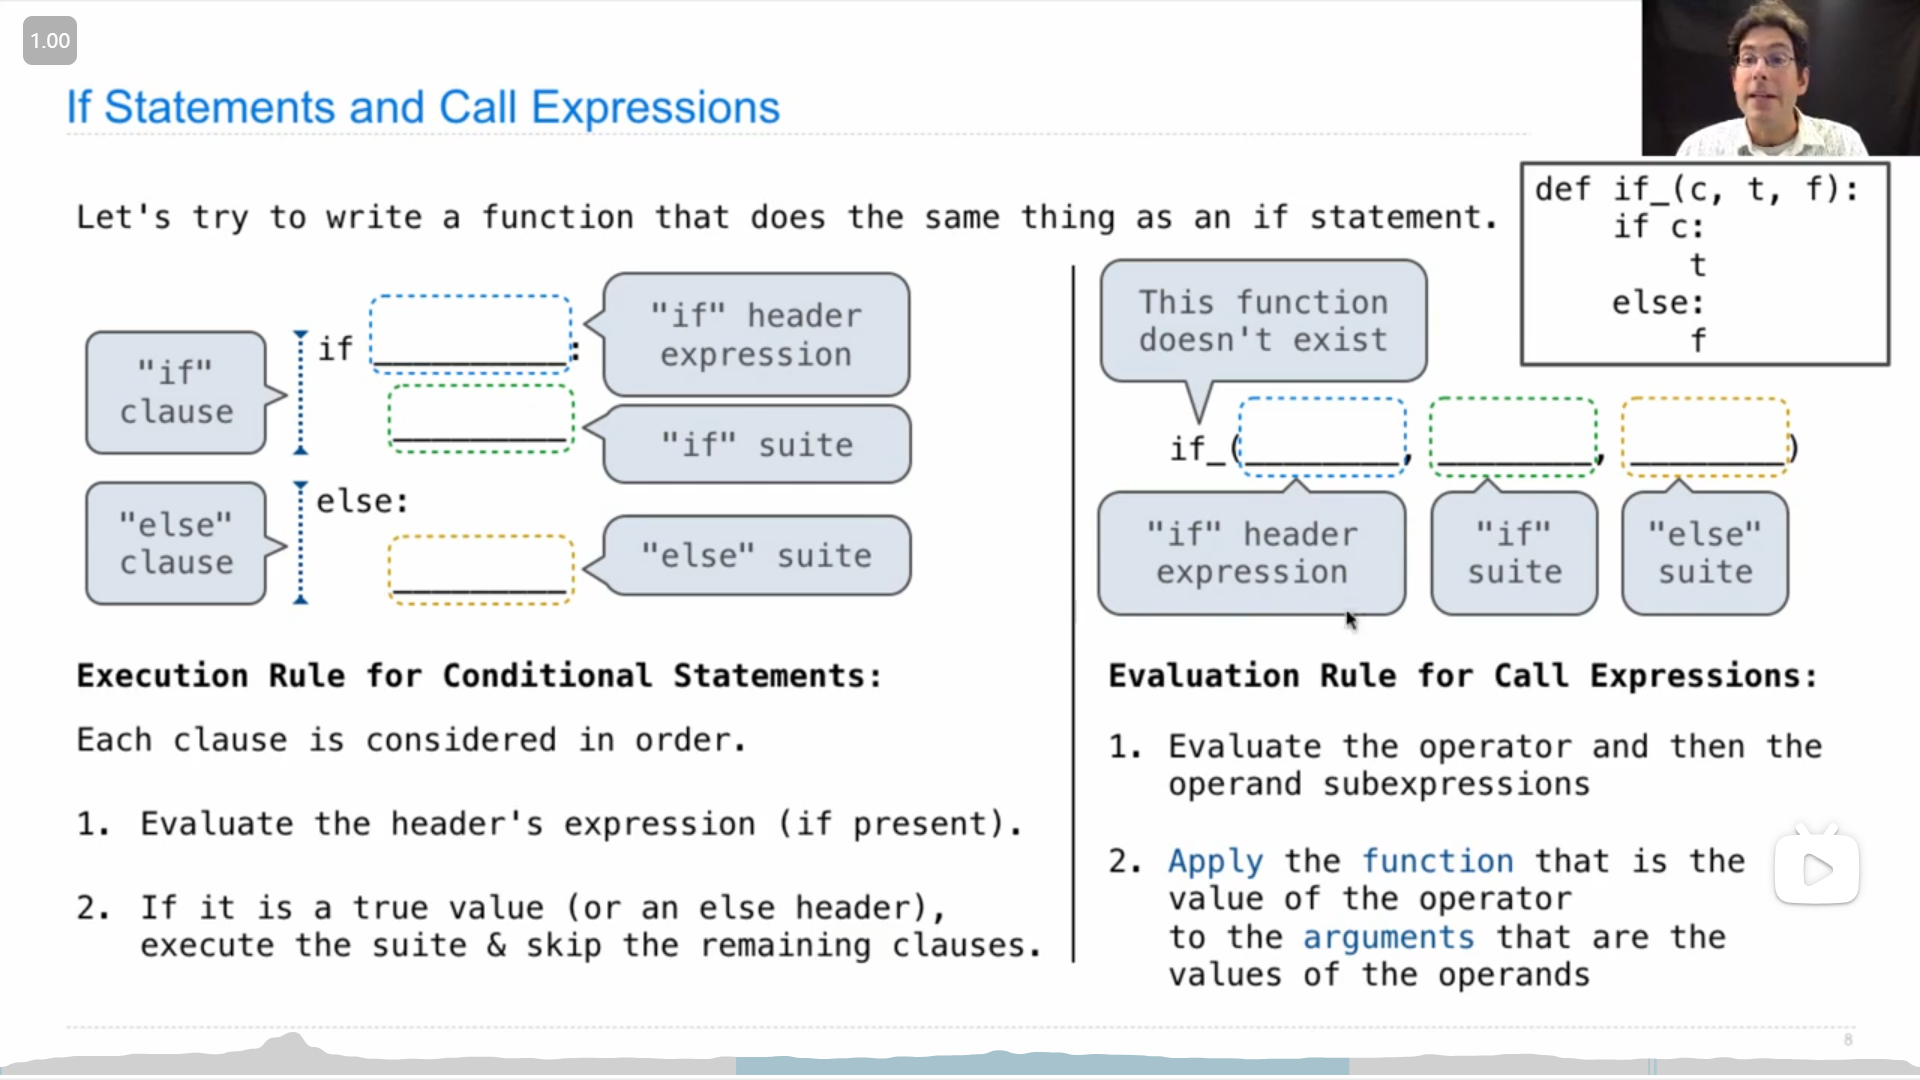 1.00
If Statements and Call Expressions
Let's try to write a function that does the same thing as an if statement.
def if_(c, t, f):
if c:
t
else:
f
"if"
clause
if ___________:
"if" header
expression
"if" suite
"else"
clause
else:
"else" suite
This function
doesn't exist
if_(________, ________, ________)
"if" header
expression
"if"
suite
"else"
suite
Execution Rule for Conditional Statements:
Each clause is considered in order.
1. Evaluate the header's expression (if present).
2. If it is a true value (or an else header),
execute the suite & skip the remaining clauses.
Evaluation Rule for Call Expressions:
1. Evaluate the operator and then the
operand subexpressions
2. Apply the function that is the
value of the operator
to the arguments that are the
values of the operands
8